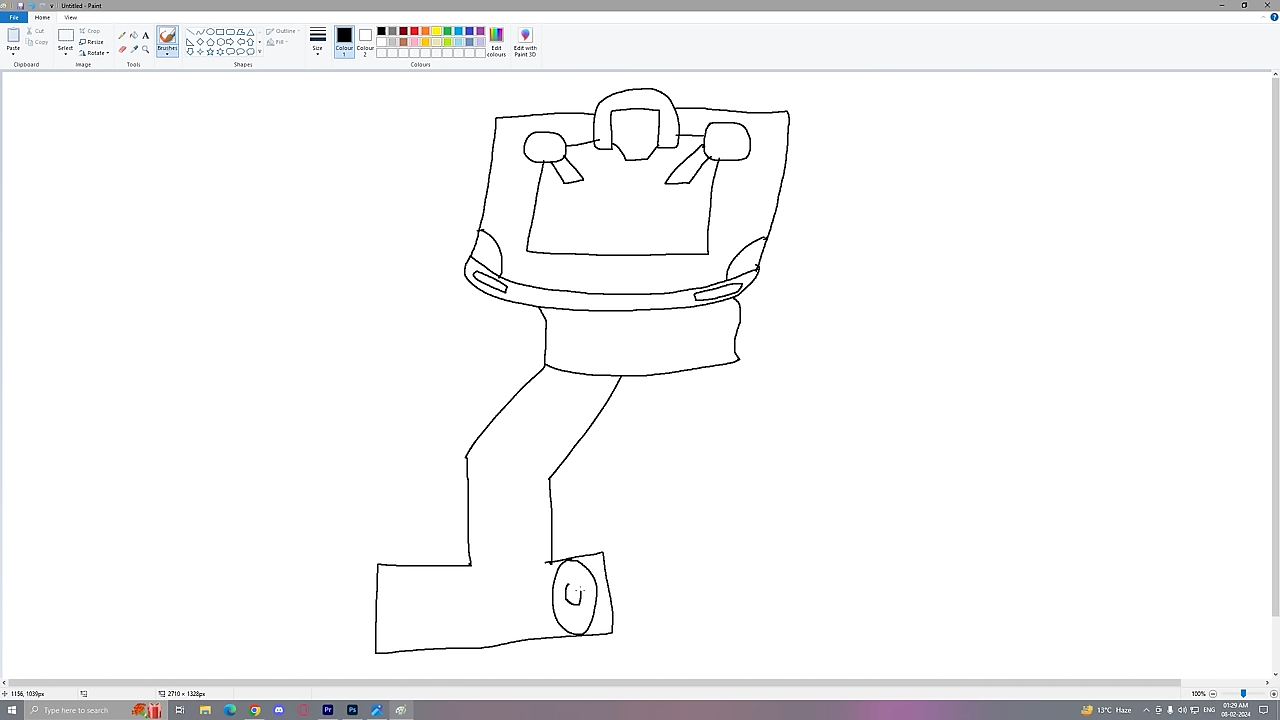 Untitled - Paint
File Home View
Paste
Cut
Copy
Clipboard
Select
Crop
Resize
Rotate
Image
Tools
Brushes
Outline
Fill
Shapes
Size
Colour 1
Colour 2
Edit colours
Edit with Paint 3D
Colours
1156, 1039px
2710 × 1328px
100%
Type here to search
Pr
Ps
13°C Haze
ENG
01:29 AM
08-02-2024